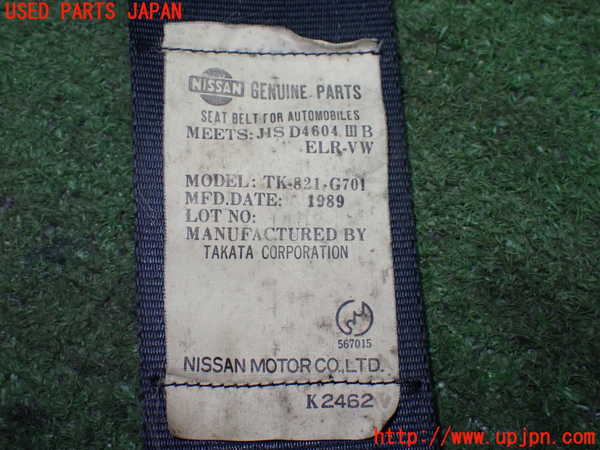 USED PARTS JAPAN
NISSAN GENUINE PARTS
SEAT BELT FOR AUTOMOBILES
MEETS: JIS D4604 III B
ELR-VW
MODEL: TK-821-G701
MFD.DATE: 1989
LOT NO:
MANUFACTURED BY
TAKATA CORPORATION
567015
NISSAN MOTOR CO., LTD.
K2462
http://www.upjpn.com/